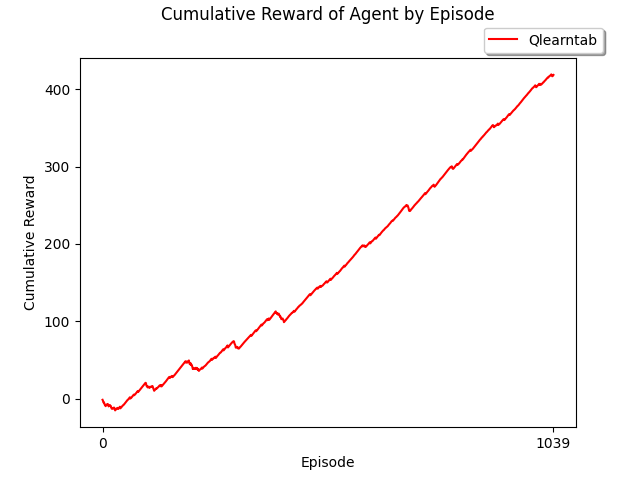 Cumulative Reward of Agent by Episode
Qlearntab
400
300
200
100
0
Cumulative Reward
0
1039
Episode